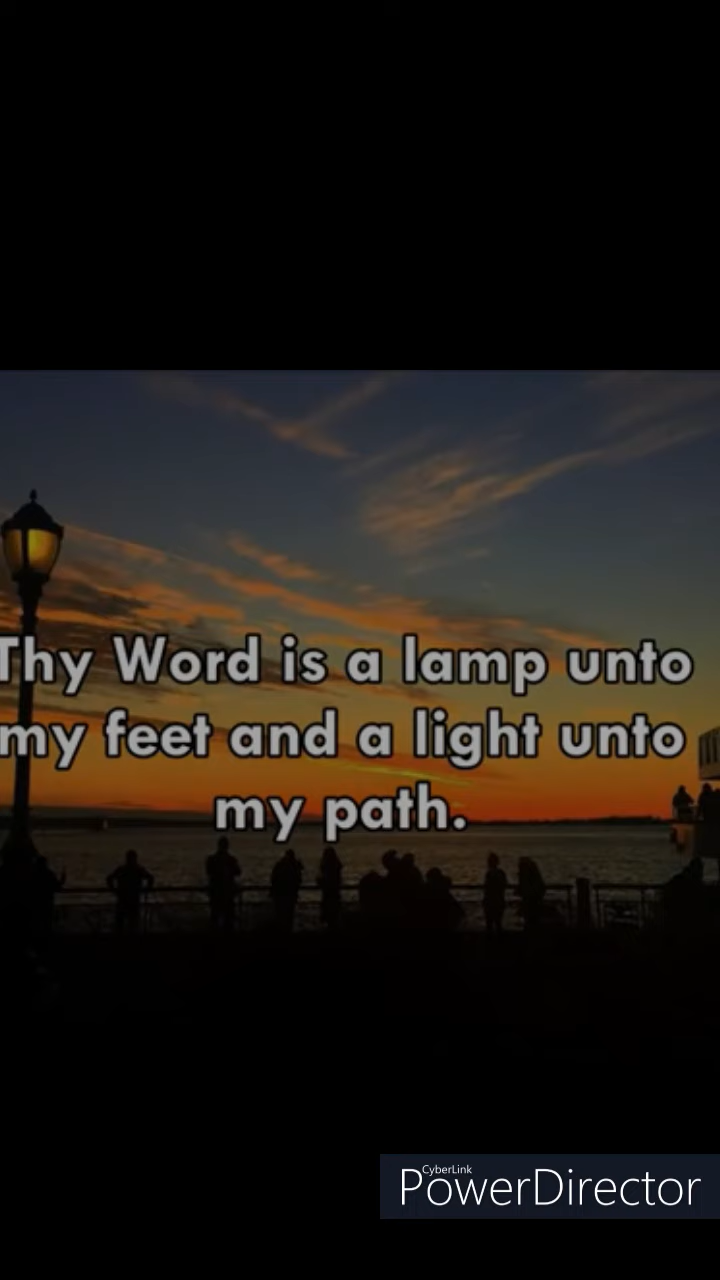 Thy Word is a lamp unto
my feet and a light unto
my path.
CyberLink
PowerDirector